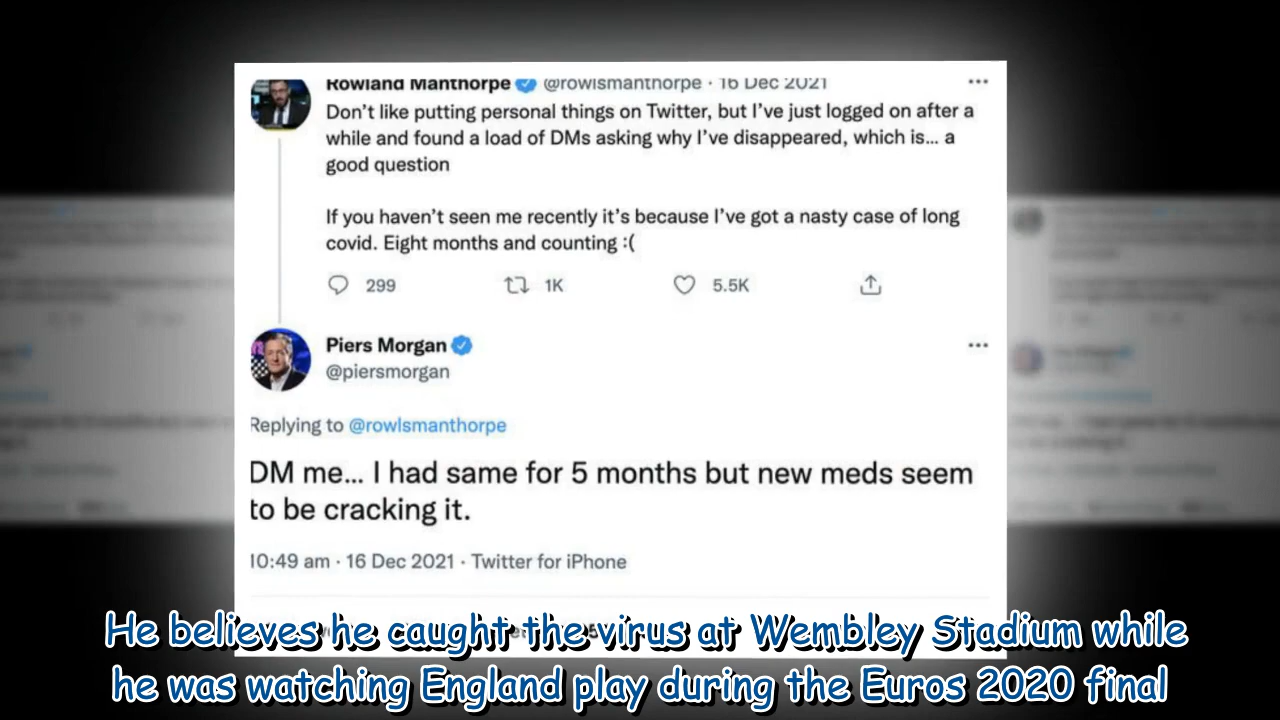 Rowland Manthorpe @rowlsmanthorpe · 16 Dec 2021
Don't like putting personal things on Twitter, but I've just logged on after a
while and found a load of DMs asking why I've disappeared, which is... a
good question
If you haven't seen me recently it's because I've got a nasty case of long
covid. Eight months and counting :(
299 1K 5.5K
Piers Morgan
@piersmorgan
Replying to @rowlsmanthorpe
DM me... I had same for 5 months but new meds seem
to be cracking it.
10:49 am · 16 Dec 2021 · Twitter for iPhone
He believes he caught the virus at Wembley Stadium while
he was watching England play during the Euros 2020 final